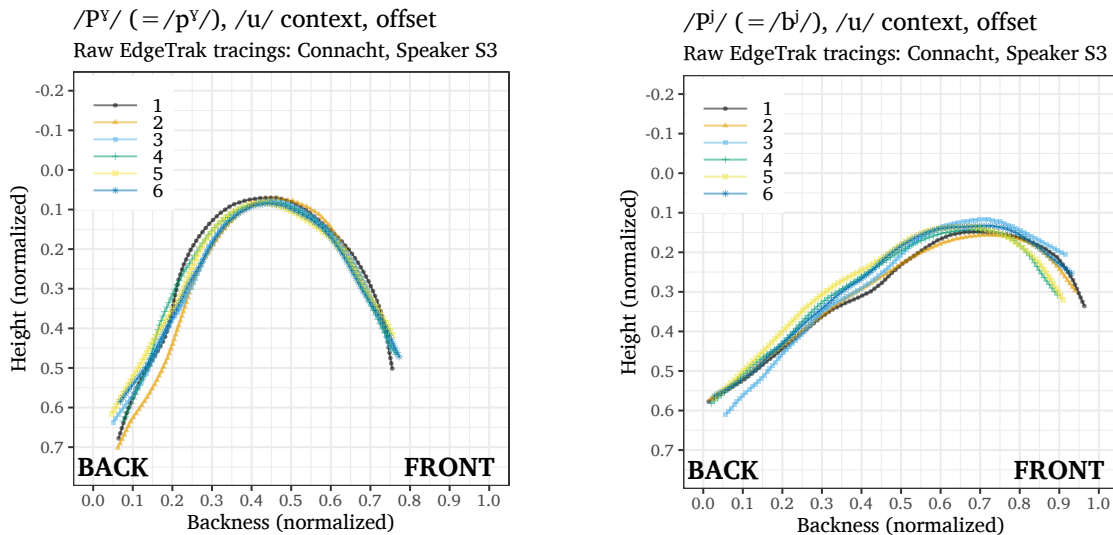 /Pˠ/ (=/pˠ/), /u/ context, offset
Raw EdgeTrak tracings: Connacht, Speaker S3
-0.2
-0.1
0.0
0.1
0.2
0.3
0.4
0.5
0.6
0.7
Height (normalized)
1
2
3
4
5
6
BACK FRONT
0.0 0.1 0.2 0.3 0.4 0.5 0.6 0.7 0.8 0.9 1.0
Backness (normalized)
/Pʲ/ (=/bʲ/), /u/ context, offset
Raw EdgeTrak tracings: Connacht, Speaker S3
-0.2
-0.1
0.0
0.1
0.2
0.3
0.4
0.5
0.6
0.7
Height (normalized)
1
2
3
4
5
6
BACK FRONT
0.0 0.1 0.2 0.3 0.4 0.5 0.6 0.7 0.8 0.9 1.0
Backness (normalized)